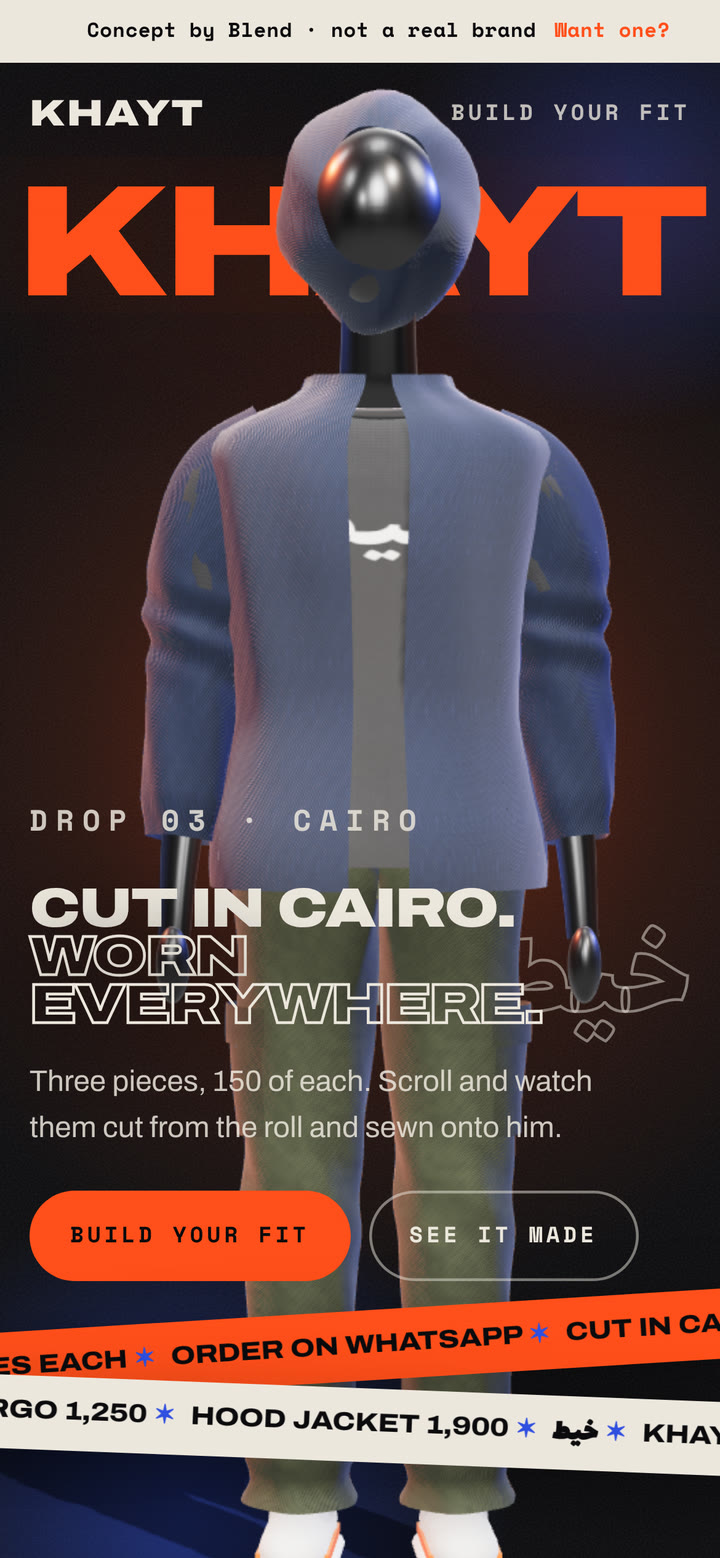 Concept by Blend · not a real brand Want one?
KHAYT
BUILD YOUR FIT
KHAYT
DROP 03 · CAIRO
CUT IN CAIRO.
WORN
EVERYWHERE.
خيط
Three pieces, 150 of each. Scroll and watch
them cut from the roll and sewn onto him.
BUILD YOUR FIT
SEE IT MADE
ES EACH ✶ ORDER ON WHATSAPP ✶ CUT IN CA
RGO 1,250 ✶ HOOD JACKET 1,900 ✶ خيط ✶ KHAY